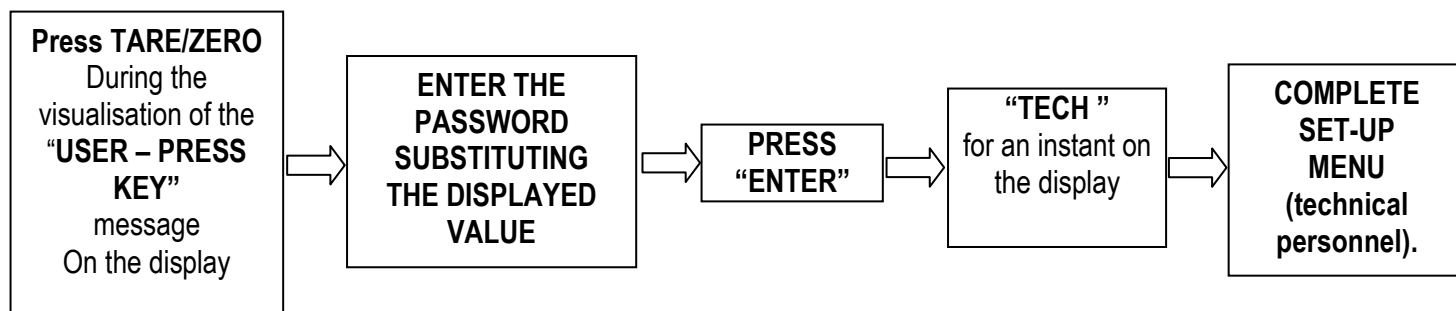 Press TARE/ZERO
During the
visualisation of the
“USER – PRESS
KEY”
message
On the display
ENTER THE
PASSWORD
SUBSTITUTING
THE DISPLAYED
VALUE
PRESS
“ENTER”
“TECH ”
for an instant on
the display
COMPLETE
SET-UP
MENU
(technical
personnel).